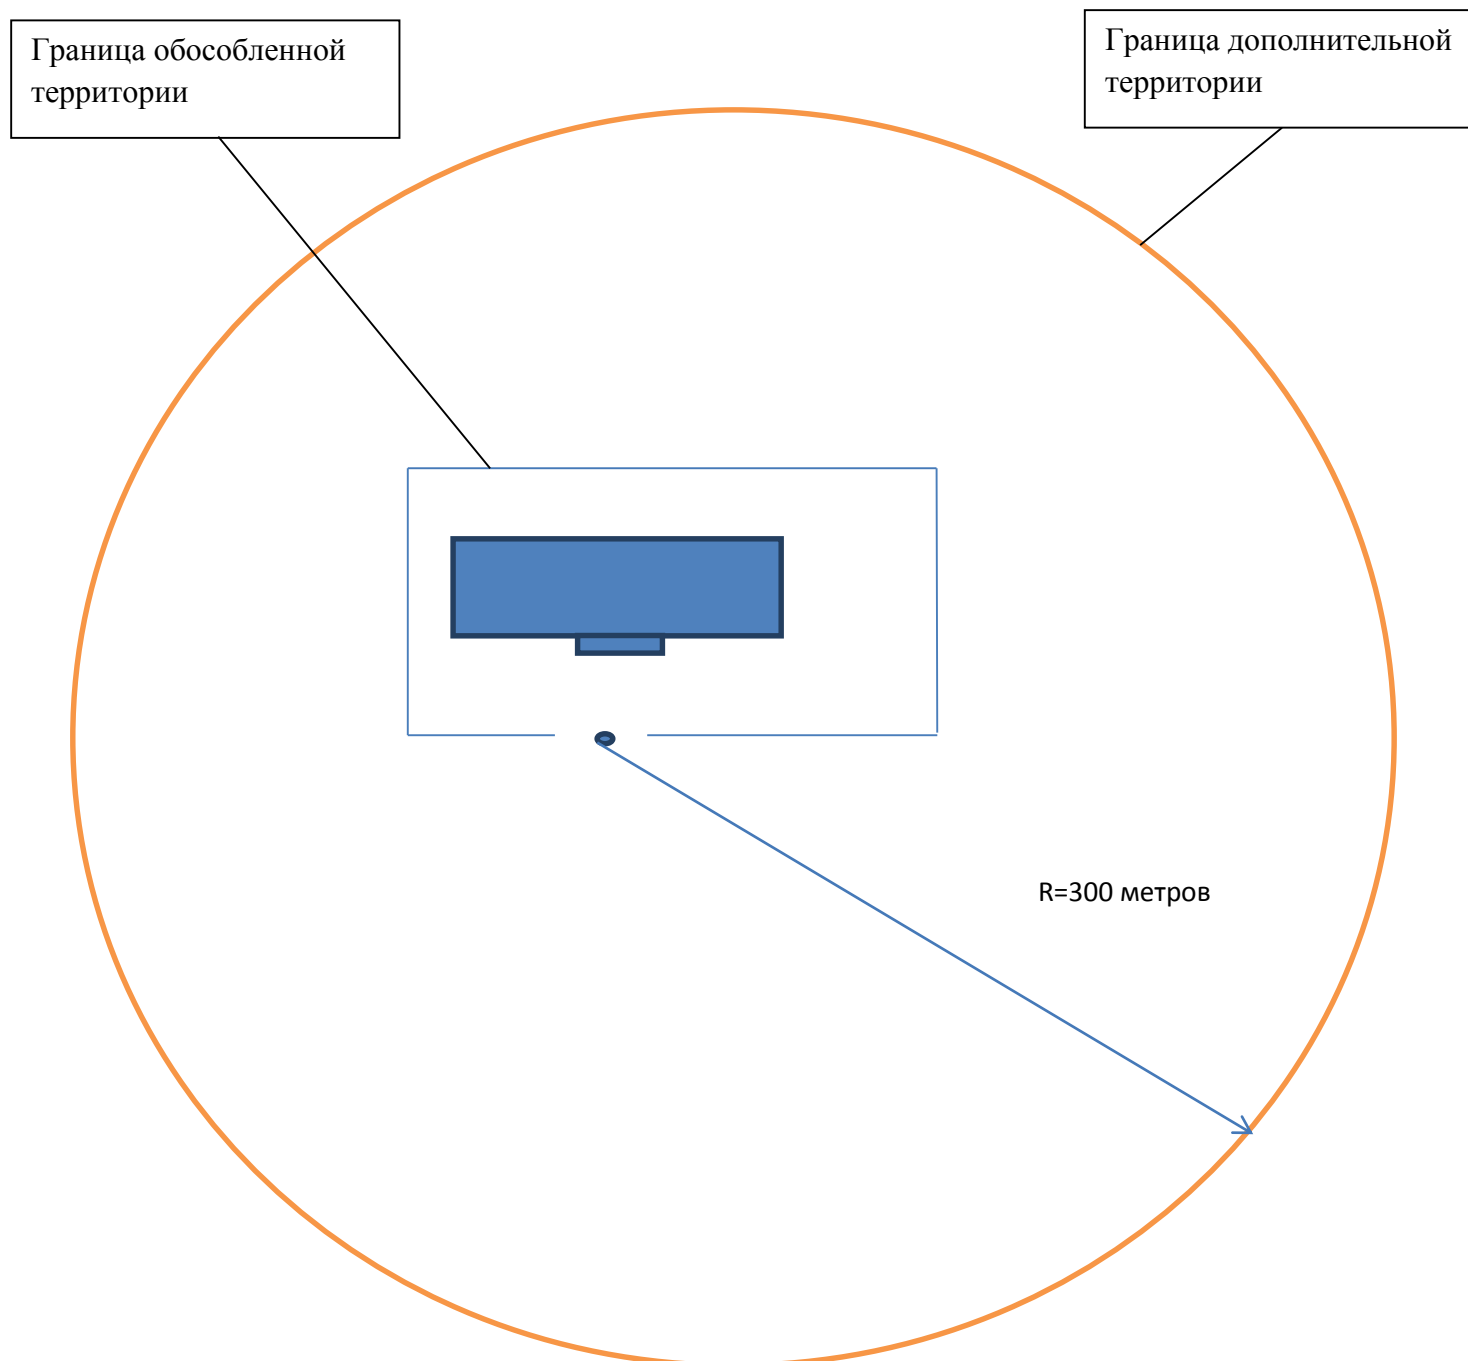 Граница обособленной
территории
Граница дополнительной
территории
R=300 метров